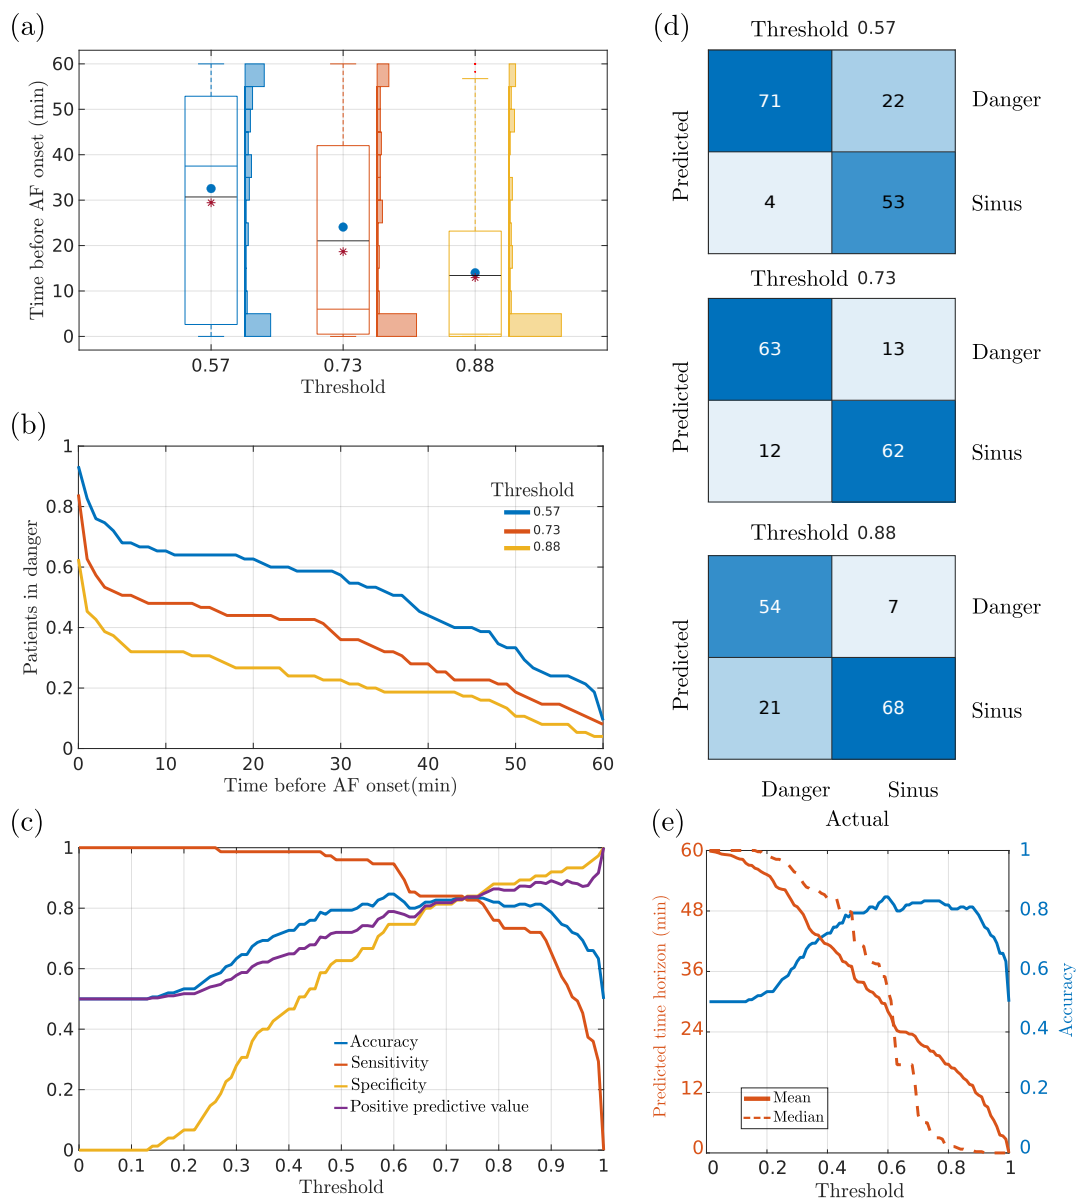 (a)
60
50
40
30
20
10
0
Time before AF onset (min)
0.57 0.73 0.88
Threshold
(b)
1
0.8
0.6
0.4
0.2
0
Patients in danger
Threshold
0.57
0.73
0.88
0 10 20 30 40 50 60
Time before AF onset(min)
(c)
1
0.8
0.6
0.4
0.2
0
Accuracy
Sensitivity
Specificity
Positive predictive value
0 0.1 0.2 0.3 0.4 0.5 0.6 0.7 0.8 0.9 1
Threshold
(d)
Threshold 0.57
Predicted
71 22 Danger
4 53 Sinus
Threshold 0.73
Predicted
63 13 Danger
12 62 Sinus
Threshold 0.88
Predicted
54 7 Danger
21 68 Sinus
Danger Sinus
Actual
(e)
60
48
36
24
12
0
Predicted time horizon (min)
1
0.8
0.6
0.4
0.2
0
Accuracy
Mean
Median
0 0.2 0.4 0.6 0.8 1
Threshold